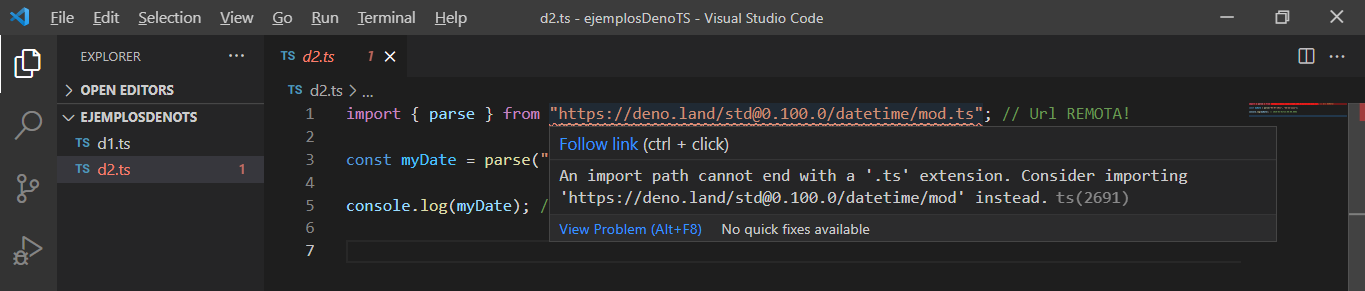 File Edit Selection View Go Run Terminal Help
d2.ts - ejemplosDenoTS - Visual Studio Code
EXPLORER
OPEN EDITORS
EJEMPLOSDENOTS
TS d1.ts
TS d2.ts 1
TS d2.ts 1
TS d2.ts > ...
1 import { parse } from "https://deno.land/std@0.100.0/datetime/mod.ts"; // Url REMOTA!
2
3 const myDate = parse("
4
5 console.log(myDate); /
6
7
Follow link (ctrl + click)
An import path cannot end with a '.ts' extension. Consider importing
'https://deno.land/std@0.100.0/datetime/mod' instead. ts(2691)
View Problem (Alt+F8) No quick fixes available